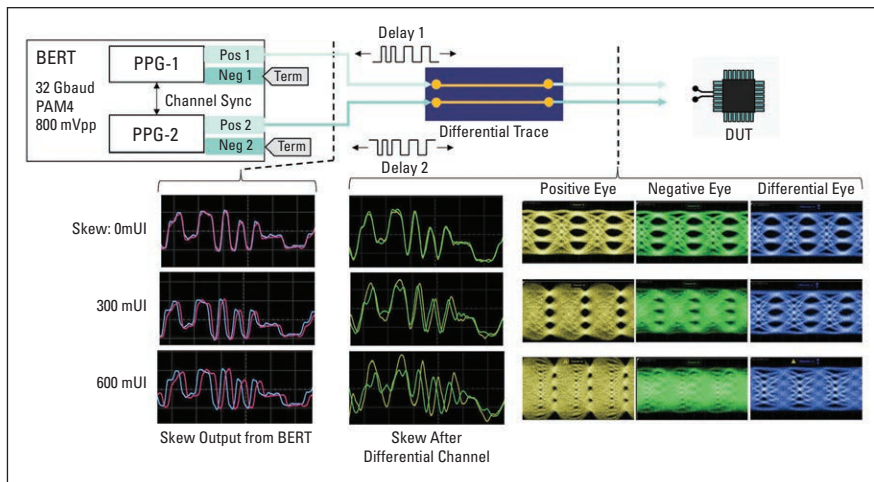 BERT
32 Gbaud
PAM4
800 mVpp
PPG-1
Pos 1
Neg 1
Term
Channel Sync
PPG-2
Pos 2
Neg 2
Term
Delay 1
Differential Trace
Delay 2
DUT
Positive Eye
Negative Eye
Differential Eye
Skew: 0mUI
300 mUI
600 mUI
Skew Output from BERT
Skew After
Differential Channel